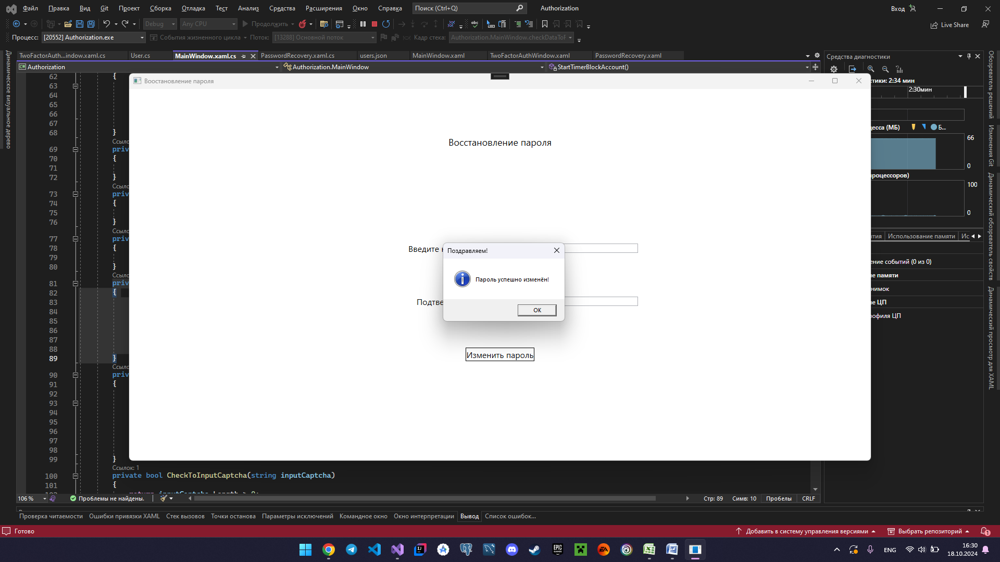 Файл Правка Вид Git Проект Сборка Отладка Тест Анализ Средства Расширения Окно Справка Поиск (Ctrl+Q) Authorization Вход
Debug Any CPU Продолжить Live Share
Процесс: [20552] Authorization.exe События жизненного цикла Поток: [13288] Основной поток Кадр стека: Authorization.MainWindow.checkDataToF
TwoFactorAuth...indow.xaml.cs User.cs MainWindow.xaml.cs PasswordRecovery.xaml.cs users.json MainWindow.xaml TwoFactorAuthWindow.xaml PasswordRecovery.xaml
Authorization Authorization.MainWindow StartTimerBlockAccount()
Динамическое визуальное дерево
62 {
63
64
65
66
67
68 }
Ссылс
69 priv
70 {
71
72 }
Ссылс
73 priv
74 {
75
76 }
Ссылс
77 priv
78 {
79
80 }
Ссылс
81 priv
82 {
83
84
85
86
87
88
89 }
Ссылс
90 priv
91 {
92
93
94
95
96
97
98
99 }
Ссылок: 1
100 private bool CheckToInputCaptcha(string inputCaptcha)
101 {
Восстановление пароля
Восстановление пароля
Введите
Подтве
Изменить пароль
Поздравляем!
Пароль успешно изменён!
ОК
Средства диагностики
тики: 2:34 мин
2:30мин
цесса (МБ) Б...
66
0
процессоров)
100
0
тия Использование памяти Ис
ение событий (0 из 0)
е памяти
нимок
е ЦП
рофиля ЦП
Обозреватель решений
Изменения Git
Динамический обозреватель свойств
Динамический просмотр для XAML
106 % Проблемы не найдены. Стр: 89 Симв: 10 Пробелы CRLF
Проверка читаемости Ошибки привязки XAML Стек вызовов Точки останова Параметры исключений Командное окно Окно интерпретации Вывод Список ошибок...
Готово Добавить в систему управления версиями Выбрать репозиторий 1
ENG 16:30
18.10.2024